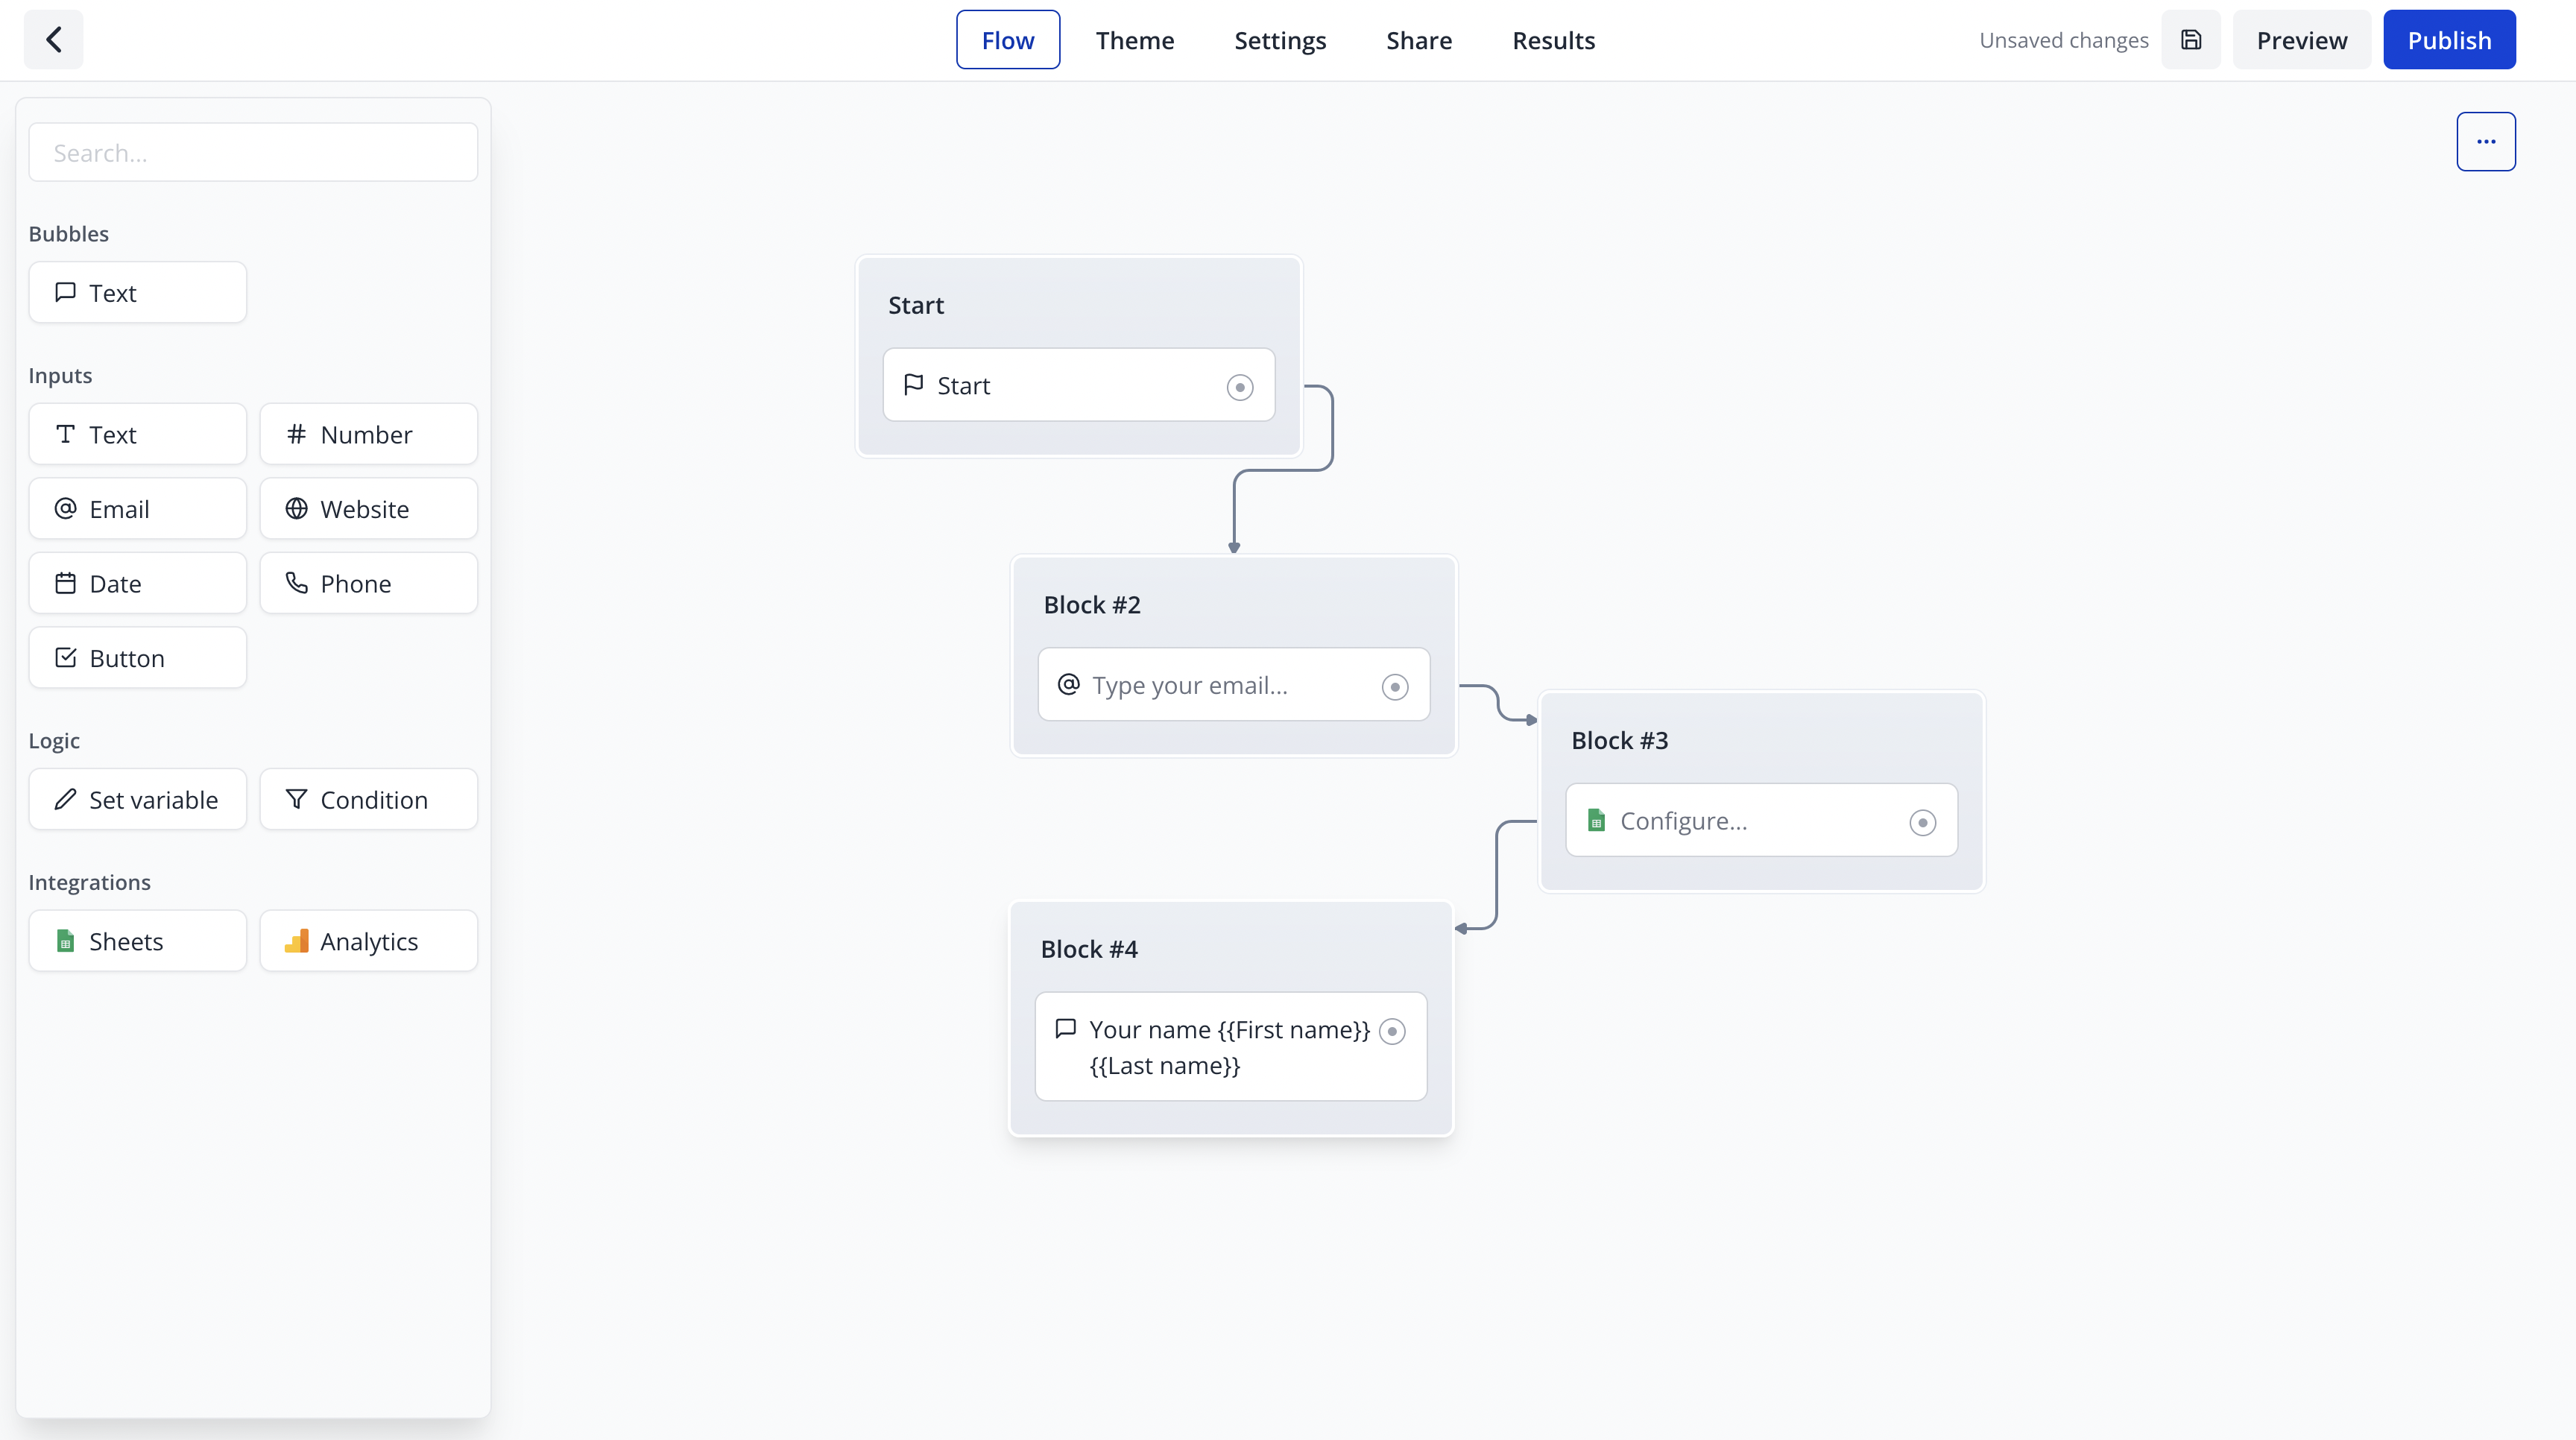 Flow
Theme
Settings
Share
Results
Unsaved changes
Preview
Publish
Search...
Bubbles
Text
Inputs
Text
Number
Email
Website
Date
Phone
Button
Logic
Set variable
Condition
Integrations
Sheets
Analytics
Start
Start
Block #2
Type your email...
Block #3
Configure...
Block #4
Your name {{First name}}
{{Last name}}